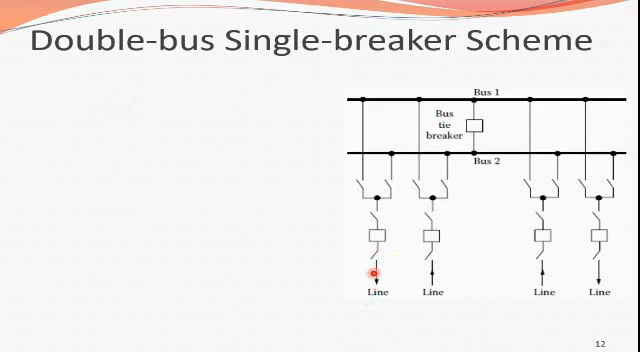 Double-bus Single-breaker Scheme
Bus 1
Bus
tie
breaker
Bus 2
Line
Line
Line
Line
12